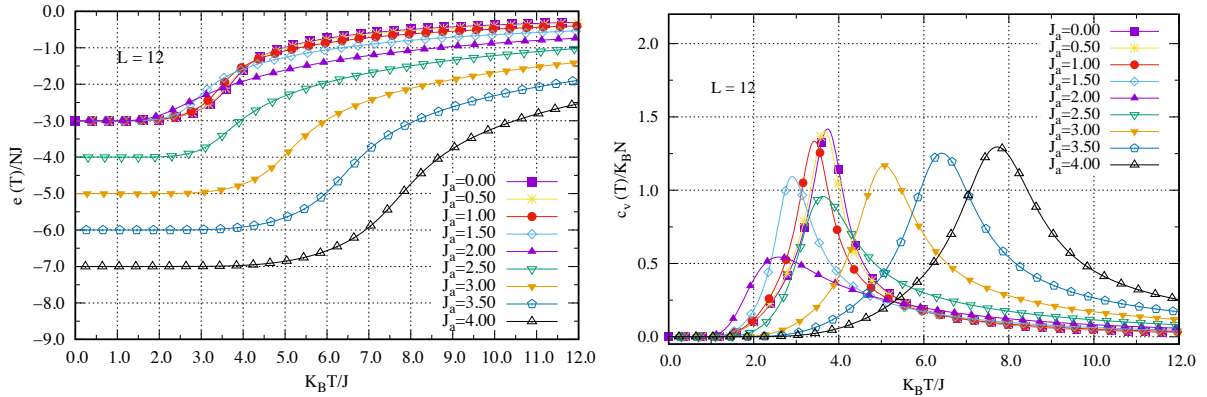 0.0
-1.0
-2.0
-3.0
-4.0
-5.0
-6.0
-7.0
-8.0
-9.0
e (T)/NJ
L = 12
J_a=0.00
J_a=0.50
J_a=1.00
J_a=1.50
J_a=2.00
J_a=2.50
J_a=3.00
J_a=3.50
J_a=4.00
0.0 1.0 2.0 3.0 4.0 5.0 6.0 7.0 8.0 9.0 10.0 11.0 12.0
K_BT/J
2.0
1.5
1.0
0.5
0.0
c_v (T)/K_BN
L = 12
J_a=0.00
J_a=0.50
J_a=1.00
J_a=1.50
J_a=2.00
J_a=2.50
J_a=3.00
J_a=3.50
J_a=4.00
0.0 2.0 4.0 6.0 8.0 10.0 12.0
K_BT/J